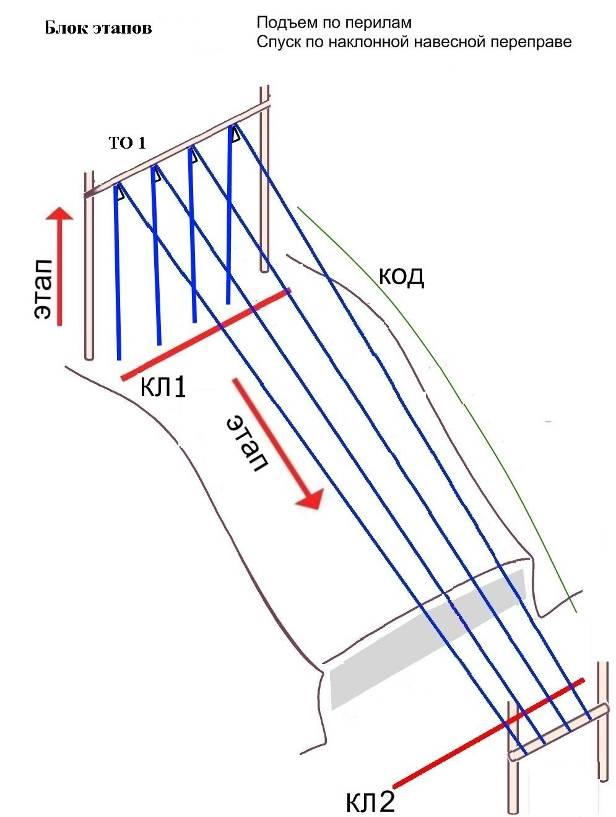 Блок этапов
Подъем по перилам
Спуск по наклонной навесной переправе
ТО 1
этап
КОД
КЛ1
этап
КЛ2